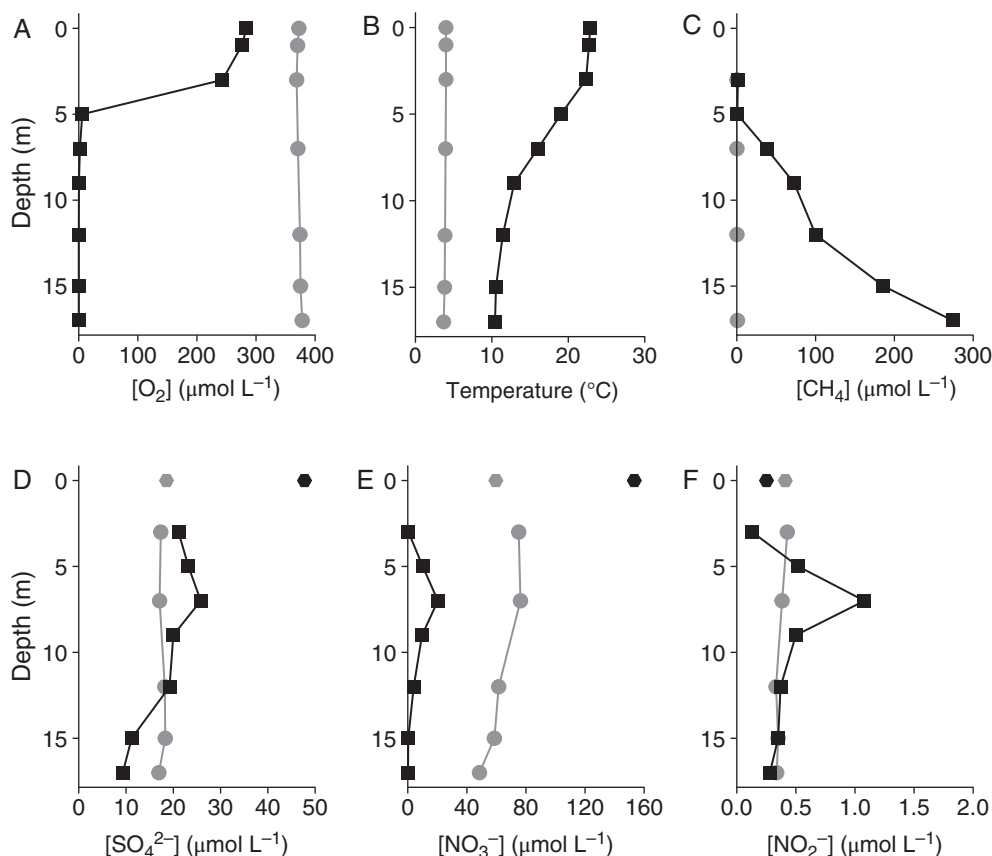 A
B
C
0
5
10
15
Depth (m)
0 100 200 300 400
[O₂] (µmol L⁻¹)
0
5
10
15
0 10 20 30
Temperature (°C)
0
5
10
15
0 100 200 300
[CH₄] (µmol L⁻¹)
D
E
F
0
5
10
15
Depth (m)
0 10 20 30 40 50
[SO₄²⁻] (µmol L⁻¹)
0
5
10
15
0 40 80 120 160
[NO₃⁻] (µmol L⁻¹)
0
5
10
15
0.0 0.5 1.0 1.5 2.0
[NO₂⁻] (µmol L⁻¹)